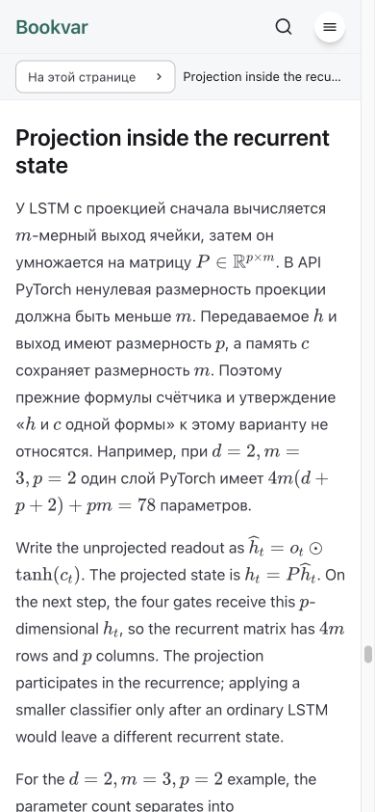 Bookvar
На этой странице
Projection inside the recu...
Projection inside the recurrent
state
У LSTM с проекцией сначала вычисляется
m-мерный выход ячейки, затем он
умножается на матрицу P ∈ ℝ^{p×m}. В API
PyTorch ненулевая размерность проекции
должна быть меньше m. Передаваемое h и
выход имеют размерность p, а память c
сохраняет размерность m. Поэтому
прежние формулы счётчика и утверждение
«h и c одной формы» к этому варианту не
относятся. Например, при d = 2, m =
3, p = 2 один слой PyTorch имеет 4m(d +
p + 2) + pm = 78 параметров.
Write the unprojected readout as ĥ_t = o_t ⊙
tanh(c_t). The projected state is h_t = Pĥ_t. On
the next step, the four gates receive this p-
dimensional h_t, so the recurrent matrix has 4m
rows and p columns. The projection
participates in the recurrence; applying a
smaller classifier only after an ordinary LSTM
would leave a different recurrent state.
For the d = 2, m = 3, p = 2 example, the
parameter count separates into